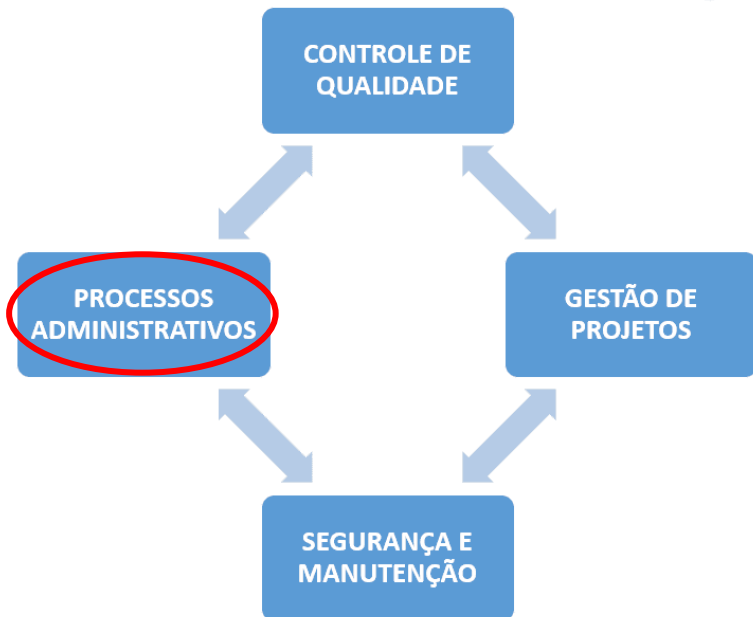 CONTROLE DE
QUALIDADE
PROCESSOS
ADMINISTRATIVOS
GESTÃO DE
PROJETOS
SEGURANÇA E
MANUTENÇÃO